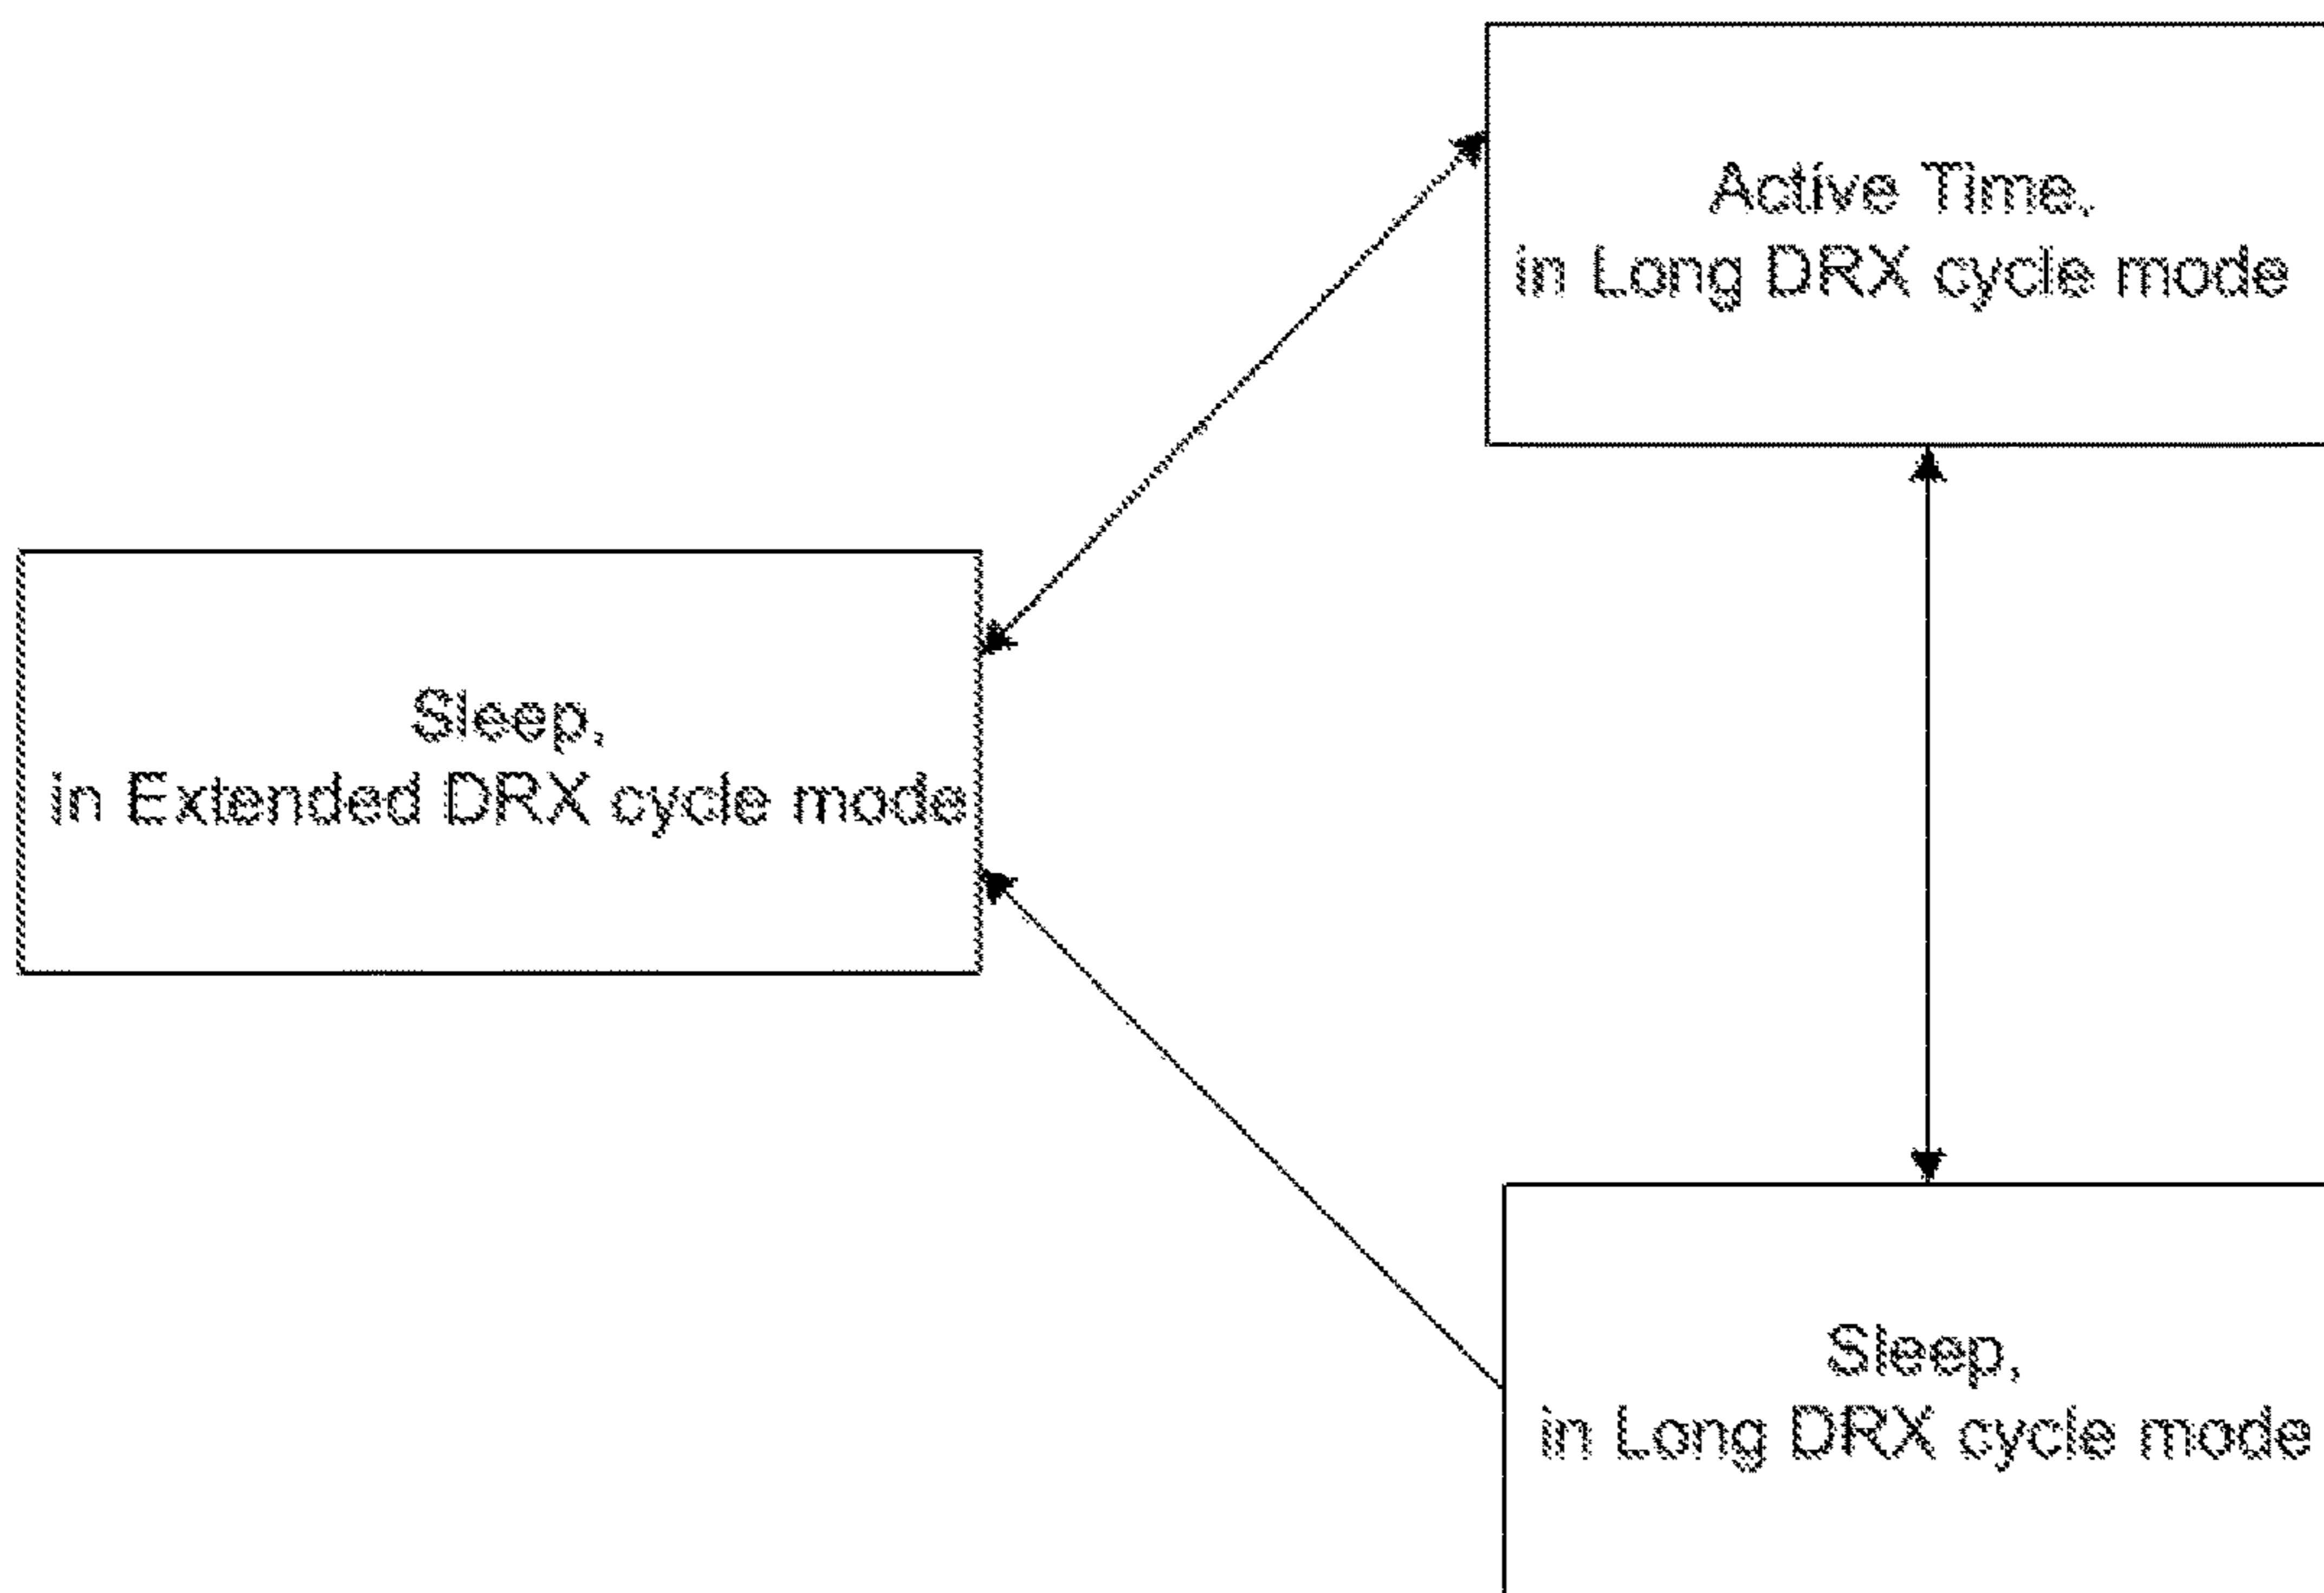 Active Time,
in Long DRX cycle mode
Sleep,
in Extended DRX cycle mode
Sleep,
in Long DRX cycle mode